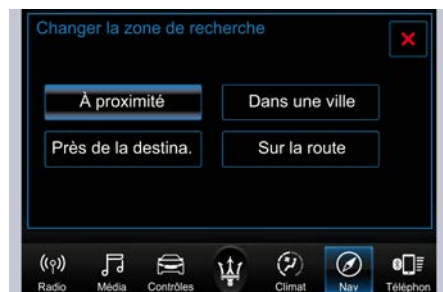 Changer la zone de recherche
À proximité Dans une ville
Près de la destina. Sur la route
Radio Média Contrôles Climat Nav Téléphon